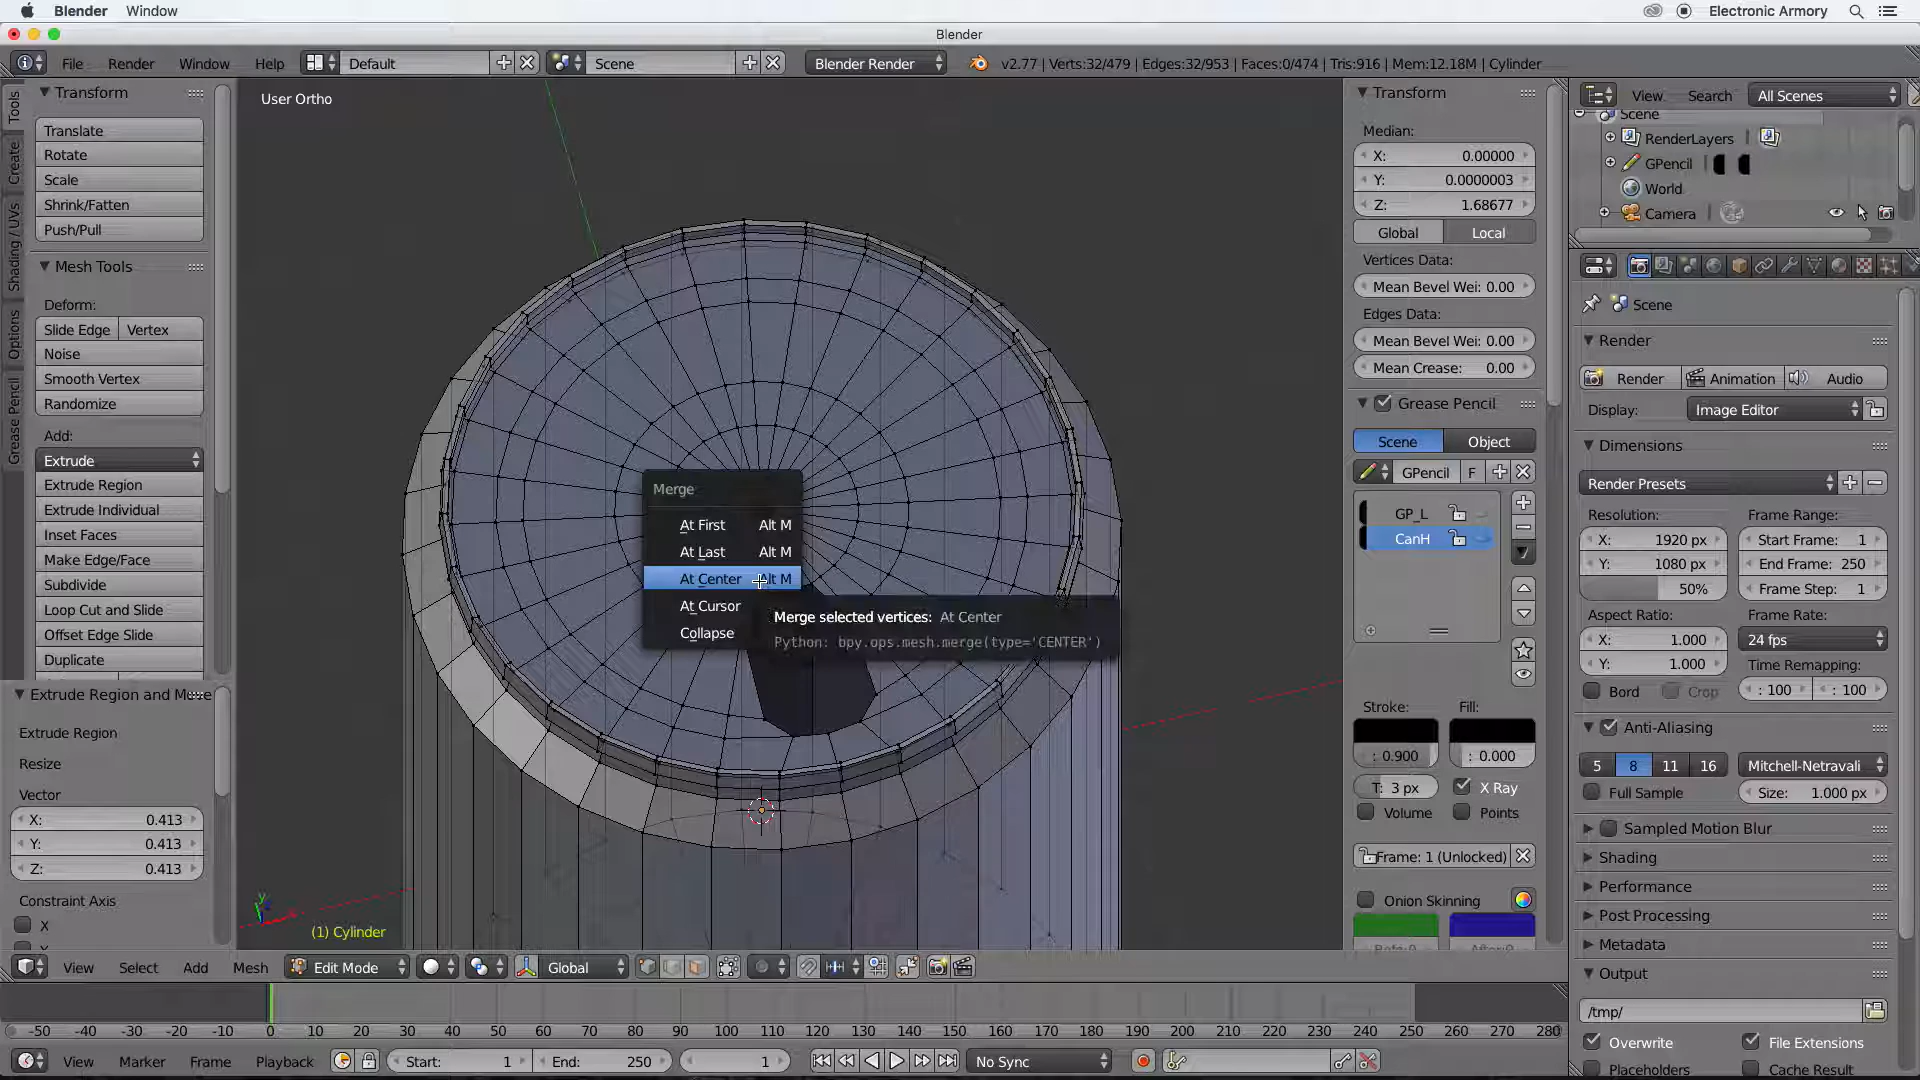 Blender Window
Electronic Armory
Blender
File Render Window Help
Default
Scene
Blender Render
v2.77 | Verts:32/479 | Edges:32/953 | Faces:0/474 | Tris:916 | Mem:12.18M | Cylinder
Tools
Create
Shading / UVs
Options
Grease Pencil
Transform
Translate
Rotate
Scale
Shrink/Fatten
Push/Pull
Mesh Tools
Deform:
Slide Edge Vertex
Noise
Smooth Vertex
Randomize
Add:
Extrude
Extrude Region
Extrude Individual
Inset Faces
Make Edge/Face
Subdivide
Loop Cut and Slide
Offset Edge Slide
Duplicate
Extrude Region and Move
Extrude Region
Resize
Vector
X: 0.413
Y: 0.413
Z: 0.413
Constraint Axis
X
User Ortho
Merge
At First Alt M
At Last Alt M
At Center Alt M
At Cursor
Collapse
Merge selected vertices: At Center
Python: bpy.ops.mesh.merge(type='CENTER')
(1) Cylinder
Transform
Median:
X: 0.00000
Y: 0.0000003
Z: 1.68677
Global Local
Vertices Data:
Mean Bevel Wei: 0.00
Edges Data:
Mean Bevel Wei: 0.00
Mean Crease: 0.00
Grease Pencil
Scene Object
GPencil F
GP_L
CanH
Stroke: Fill:
: 0.900 : 0.000
T: 3 px X Ray
Volume Points
Frame: 1 (Unlocked)
Onion Skinning
View Search All Scenes
Scene
RenderLayers
GPencil
World
Camera
Scene
Render
Render Animation Audio
Display: Image Editor
Dimensions
Render Presets
Resolution: Frame Range:
X: 1920 px Start Frame: 1
Y: 1080 px End Frame: 250
50% Frame Step: 1
Aspect Ratio: Frame Rate:
X: 1.000 24 fps
Y: 1.000 Time Remapping:
Bord Crop : 100 : 100
Anti-Aliasing
5 8 11 16 Mitchell-Netravali
Full Sample Size: 1.000 px
Sampled Motion Blur
Shading
Performance
Post Processing
Metadata
Output
/tmp/
Overwrite File Extensions
Placeholders Cache Result
View Select Add Mesh Edit Mode Global
-50 -40 -30 -20 -10 0 10 20 30 40 50 60 70 80 90 100 110 120 130 140 150 160 170 180 190 200 210 220 230 240 250 260 270 280
View Marker Frame Playback Start: 1 End: 250 1 No Sync